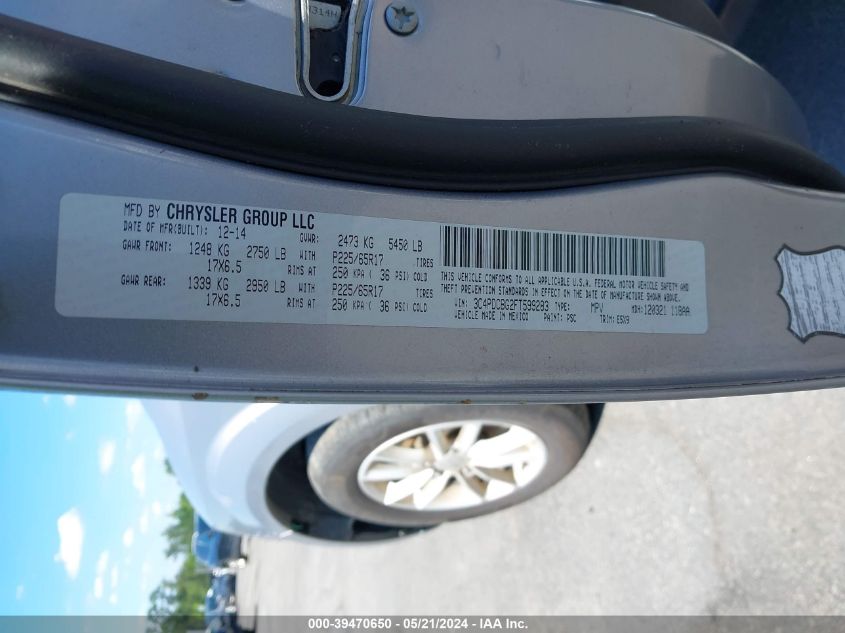 314H
MFD BY CHRYSLER GROUP LLC
DATE OF MFR(BUILT): 12-14 GVWR: 2473 KG 5450 LB
GAWR FRONT: 1248 KG 2750 LB WITH P225/65R17 TIRES
17X6.5 RIMS AT 250 KPA ( 36 PSI) COLD
GAWR REAR: 1339 KG 2950 LB WITH P225/65R17 TIRES
17X6.5 RIMS AT 250 KPA ( 36 PSI) COLD
THIS VEHICLE CONFORMS TO ALL APPLICABLE U.S.A. FEDERAL MOTOR VEHICLE SAFETY AND
THEFT PREVENTION STANDARDS IN EFFECT ON THE DATE OF MANUFACTURE SHOWN ABOVE.
VIN: 3C4PDCBG2FT599283 TYPE: MPV MDH:120321 118AA
VEHICLE MADE IN MEXICO PAINT: PSC TRIM: E5X9
000-39470650 - 05/21/2024 - IAA Inc.